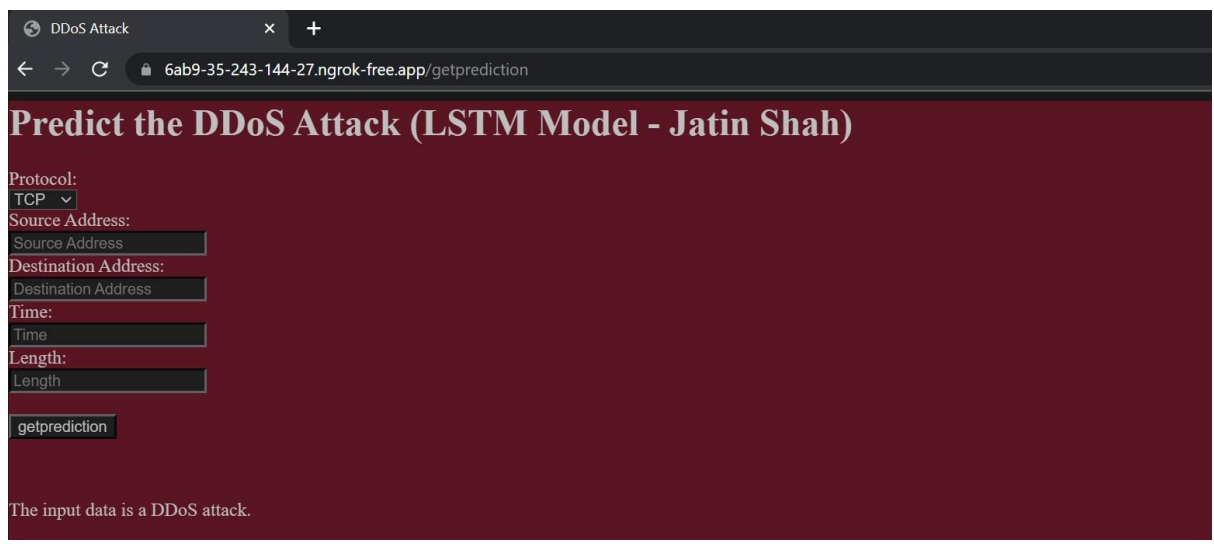 DDoS Attack
6ab9-35-243-144-27.ngrok-free.app/getprediction
Predict the DDoS Attack (LSTM Model - Jatin Shah)
Protocol:
TCP
Source Address:
Source Address
Destination Address:
Destination Address
Time:
Time
Length:
Length
getprediction
The input data is a DDoS attack.